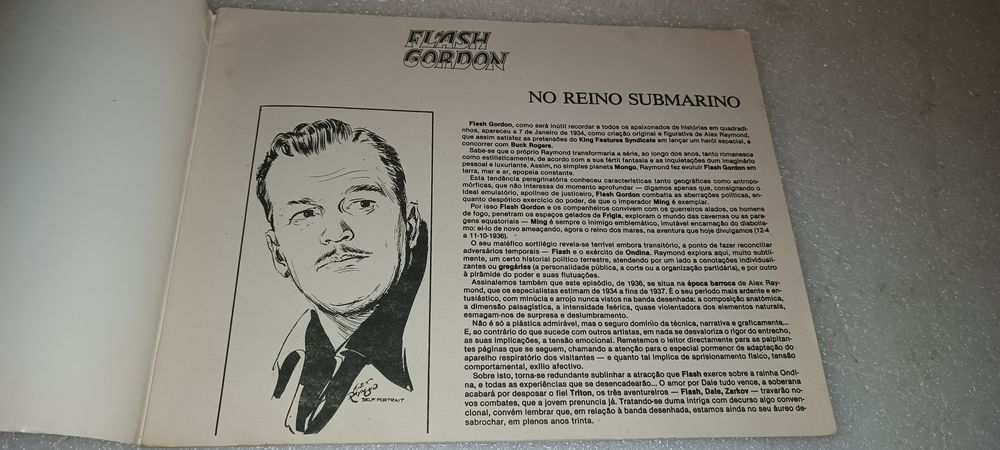 FLASH
GORDON
NO REINO SUBMARINO
Flash Gordon, como será inútil recordar a todos os apaixonados de histórias em quadradi-
nhos, apareceu a 7 de Janeiro de 1934, como criação original e figurativa de Alex Raymond,
que assim satisfez as pretensões do King Features Syndicate em lançar um herói espacial, a
concorrer com Buck Rogers.
Sabe-se que o próprio Raymond transformaria a série, ao longo dos anos, tanto romanesca
como estilisticamente, de acordo com a sua fértil fantasia e as inquietações dum imaginário
pessoal e luxuriante. Assim, no simples planeta Mongo, Raymond fez evoluir Flash Gordon em
terra, mar e ar, epopeia constante.
Esta tendência peregrinatória conheceu características tanto geográficas como antropo-
mórficas, que não interessa de momento aprofundar — digamos apenas que, consignando o
ideal emulatório, apolíneo de justiceiro, Flash Gordon combatia as aberrações políticas, en-
quanto despótico exercício do poder, de que o imperador Ming é exemplar.
Por isso Flash Gordon e os companheiros convivem com os guerreiros alados, os homens
de fogo, penetram os espaços gelados de Frigia, exploram o mundo das cavernas ou as para-
gens equatoriais — Ming é sempre o inimigo emblemático, imutável encarnação do diabolis-
mo: ei-lo de novo ameaçando, agora o reino dos mares, na aventura que hoje divulgamos (12-4
a 11-10-1936).
O seu maléfico sortilégio revela-se terrível embora transitório, a ponto de fazer reconciliar
adversários temporais — Flash e o exército de Ondina. Raymond explora aqui, muito subtil-
mente, um certo historial político terrestre, atendendo por um lado a conotações individuali-
zantes ou gregárias (a personalidade pública, a corte ou a organização partidária), e por outro
à pirâmide do poder e suas flutuações.
Assinalemos também que este episódio, de 1936, se situa na época barroca de Alex Ray-
mond, que os especialistas estimam de 1934 a fins de 1937. É o seu período mais ardente e en-
tusiástico, com minúcia e arrojo nunca vistos na banda desenhada: a composição anatómica,
a dimensão paisagística, a intensidade feérica, quase violentadora dos elementos naturais,
esmagam-nos de surpresa e deslumbramento.
Não é só a plástica admirável, mas o seguro domínio da técnica, narrativa e graficamente...
E, ao contrário do que sucede com outros artistas, em nada se desvaloriza o rigor do entrecho,
as suas implicações, a tensão emocional. Remetemos o leitor directamente para as palpitan-
tes páginas que se seguem, chamando a atenção para o especial pormenor de adaptação do
aparelho respiratório dos visitantes — e quanto tal implica de aprisionamento físico, tensão
comportamental, exílio afectivo.
Sobre isto, torna-se redundante sublinhar a atracção que Flash exerce sobre a rainha Ondi-
na, e todas as experiências que se desencadearão... O amor por Dale tudo vence, a soberana
acabará por desposar o fiel Triton, os três aventureiros — Flash, Dale, Zarkov — travarão no-
vos combates, que a jovem prenuncia já. Tratando-se duma intriga com decurso algo conven-
cional, convém lembrar que, em relação à banda desenhada, estamos ainda no seu áureo de-
sabrochar, em plenos anos trinta.
SELF PORTRAIT